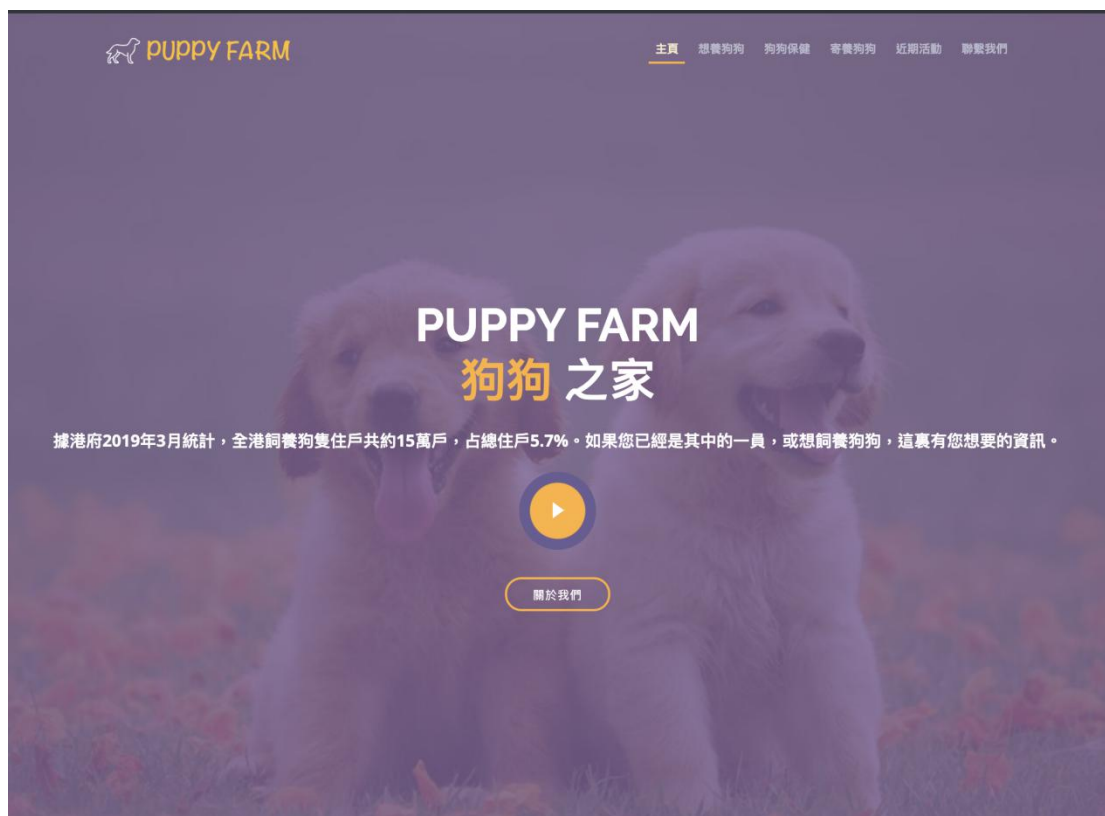 PUPPY FARM
主頁 想養狗狗 狗狗保健 寄養狗狗 近期活動 聯繫我們
PUPPY FARM
狗狗 之家
據港府2019年3月統計，全港飼養狗隻住戶共約15萬戶，占總住戶5.7%。如果您已經是其中的一員，或想飼養狗狗，這裏有您想要的資訊。
關於我們